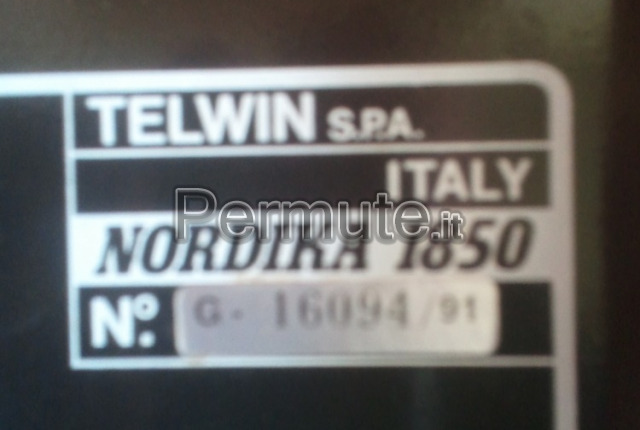 TELWIN S.P.A.
ITALY
Permute.it
NORDIKA 1850
N°. G- 16094/91